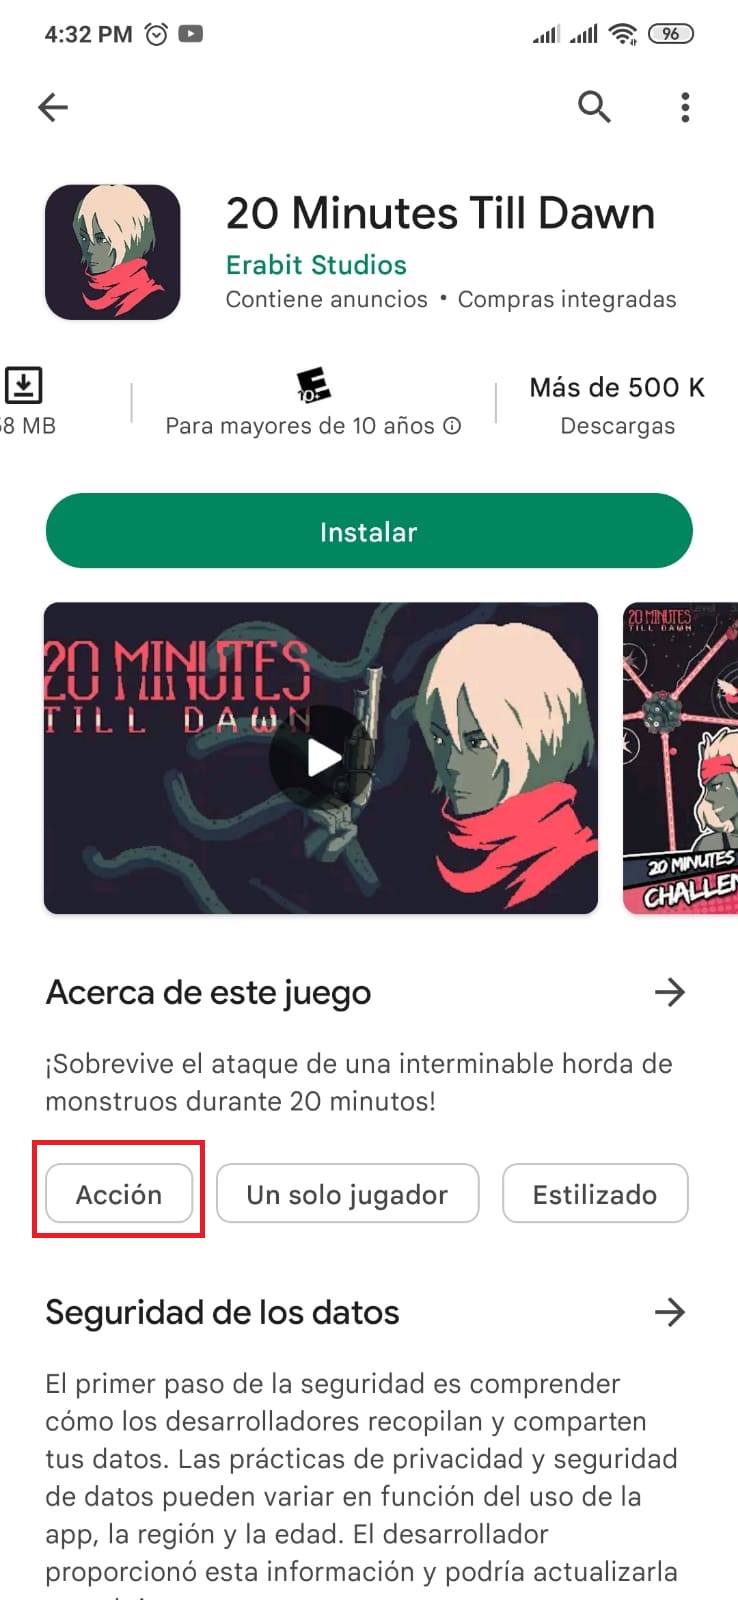 4:32 PM
96
20 Minutes Till Dawn
Erabit Studios
Contiene anuncios • Compras integradas
Más de 500 K
8 MB
Para mayores de 10 años
Descargas
Instalar
20 MINUTES
TILL DAWN
20 MINUTES
TILL DAWN
20 MINUTES
CHALLEN
Acerca de este juego
¡Sobrevive el ataque de una interminable horda de
monstruos durante 20 minutos!
Acción
Un solo jugador
Estilizado
Seguridad de los datos
El primer paso de la seguridad es comprender
cómo los desarrolladores recopilan y comparten
tus datos. Las prácticas de privacidad y seguridad
de datos pueden variar en función del uso de la
app, la región y la edad. El desarrollador
proporcionó esta información y podría actualizarla